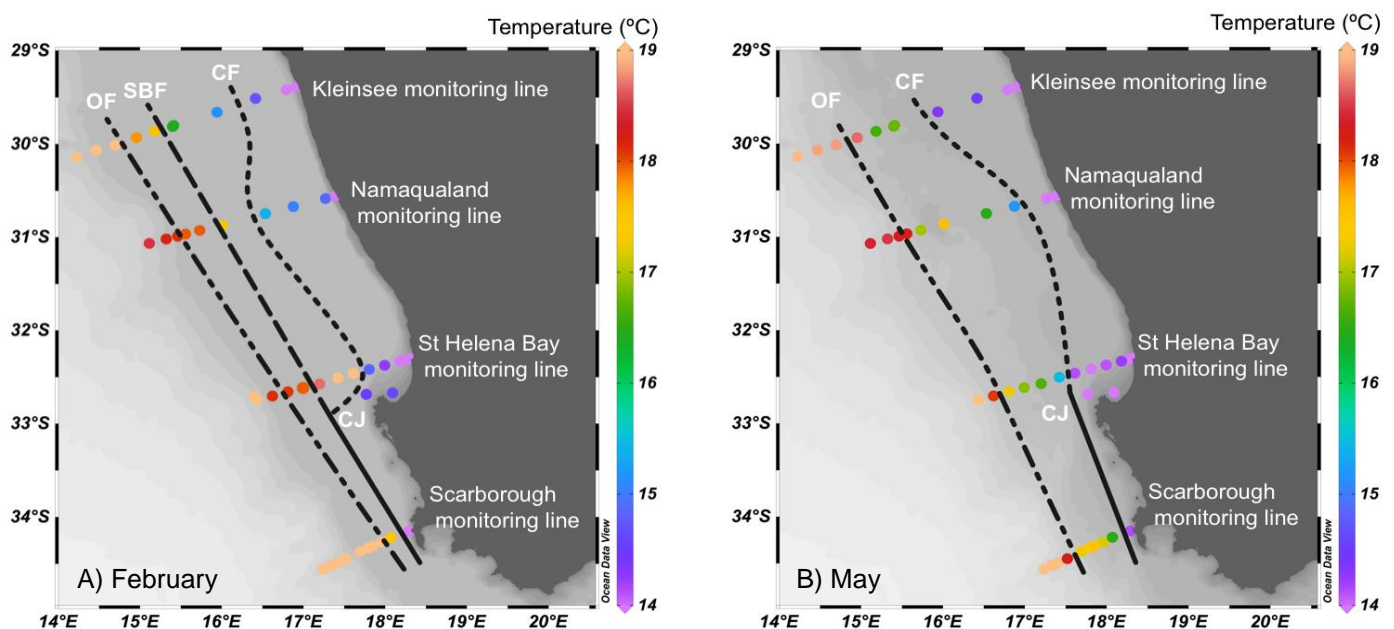 Temperature (ºC)
29°S
30°S
31°S
32°S
33°S
34°S
14°E
15°E
16°E
17°E
18°E
19°E
20°E
OF
SBF
CF
CJ
Kleinsee monitoring line
Namaqualand
monitoring line
St Helena Bay
monitoring line
Scarborough
monitoring line
A) February
Ocean Data View
19
18
17
16
15
14
Temperature (ºC)
29°S
30°S
31°S
32°S
33°S
34°S
14°E
15°E
16°E
17°E
18°E
19°E
20°E
OF
CF
CJ
Kleinsee monitoring line
Namaqualand
monitoring line
St Helena Bay
monitoring line
Scarborough
monitoring line
B) May
Ocean Data View
19
18
17
16
15
14